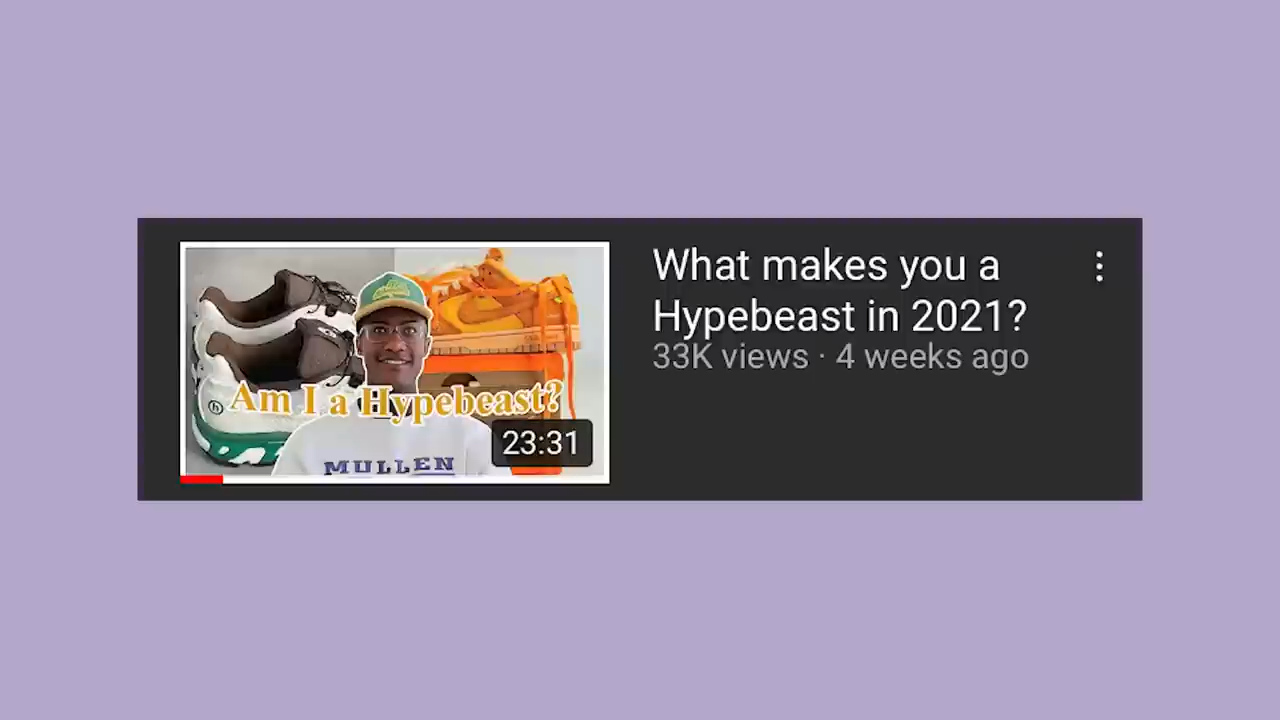 What makes you a
Hypebeast in 2021?
33K views · 4 weeks ago
Am I a Hypebeast?
23:31
MULLEN